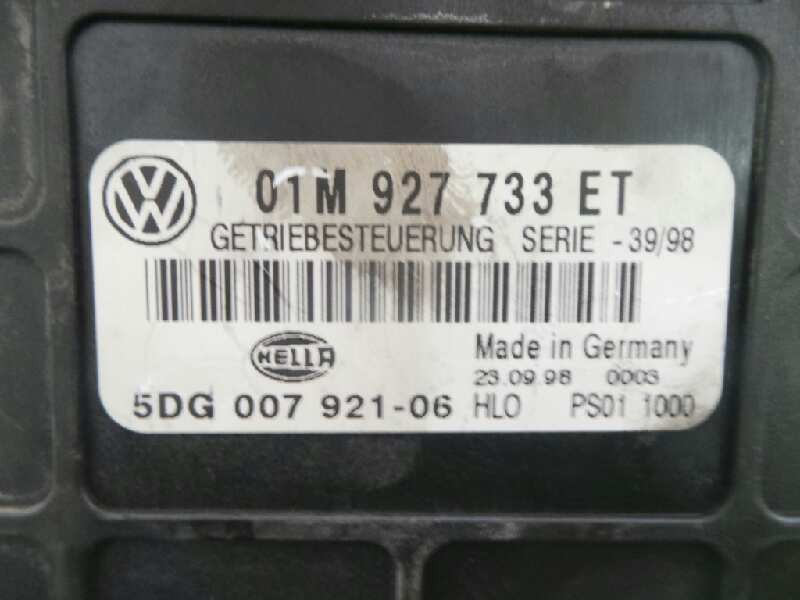 01M 927 733 ET
GETRIEBESTEUERUNG SERIE - 39/98
HELLA
Made in Germany
23.09.98 0003
5DG 007 921-06 HLO PS01 1000